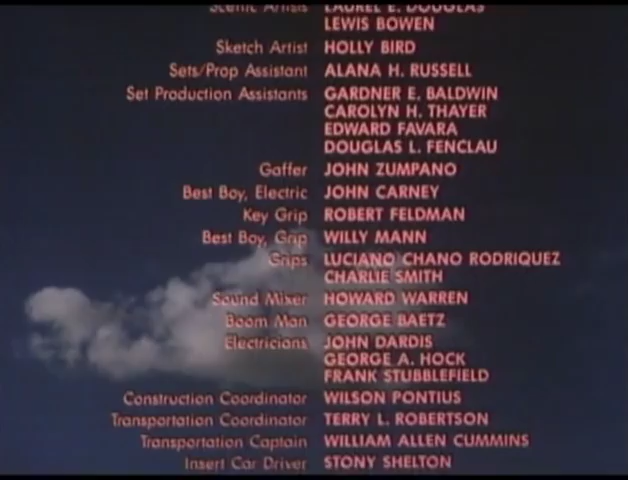 Scenic Artists LAUREL E. DOUGLAS
LEWIS BOWEN
Sketch Artist HOLLY BIRD
Sets/Prop Assistant ALANA H. RUSSELL
Set Production Assistants GARDNER E. BALDWIN
CAROLYN H. THAYER
EDWARD FAVARA
DOUGLAS L. FENCLAU
Gaffer JOHN ZUMPANO
Best Boy, Electric JOHN CARNEY
Key Grip ROBERT FELDMAN
Best Boy, Grip WILLY MANN
Grips LUCIANO CHANO RODRIQUEZ
CHARLIE SMITH
Sound Mixer HOWARD WARREN
Boom Man GEORGE BAETZ
Electricians JOHN DARDIS
GEORGE A. HOCK
FRANK STUBBLEFIELD
Construction Coordinator WILSON PONTIUS
Transportation Coordinator TERRY L. ROBERTSON
Transportation Captain WILLIAM ALLEN CUMMINS
Insert Car Driver STONY SHELTON